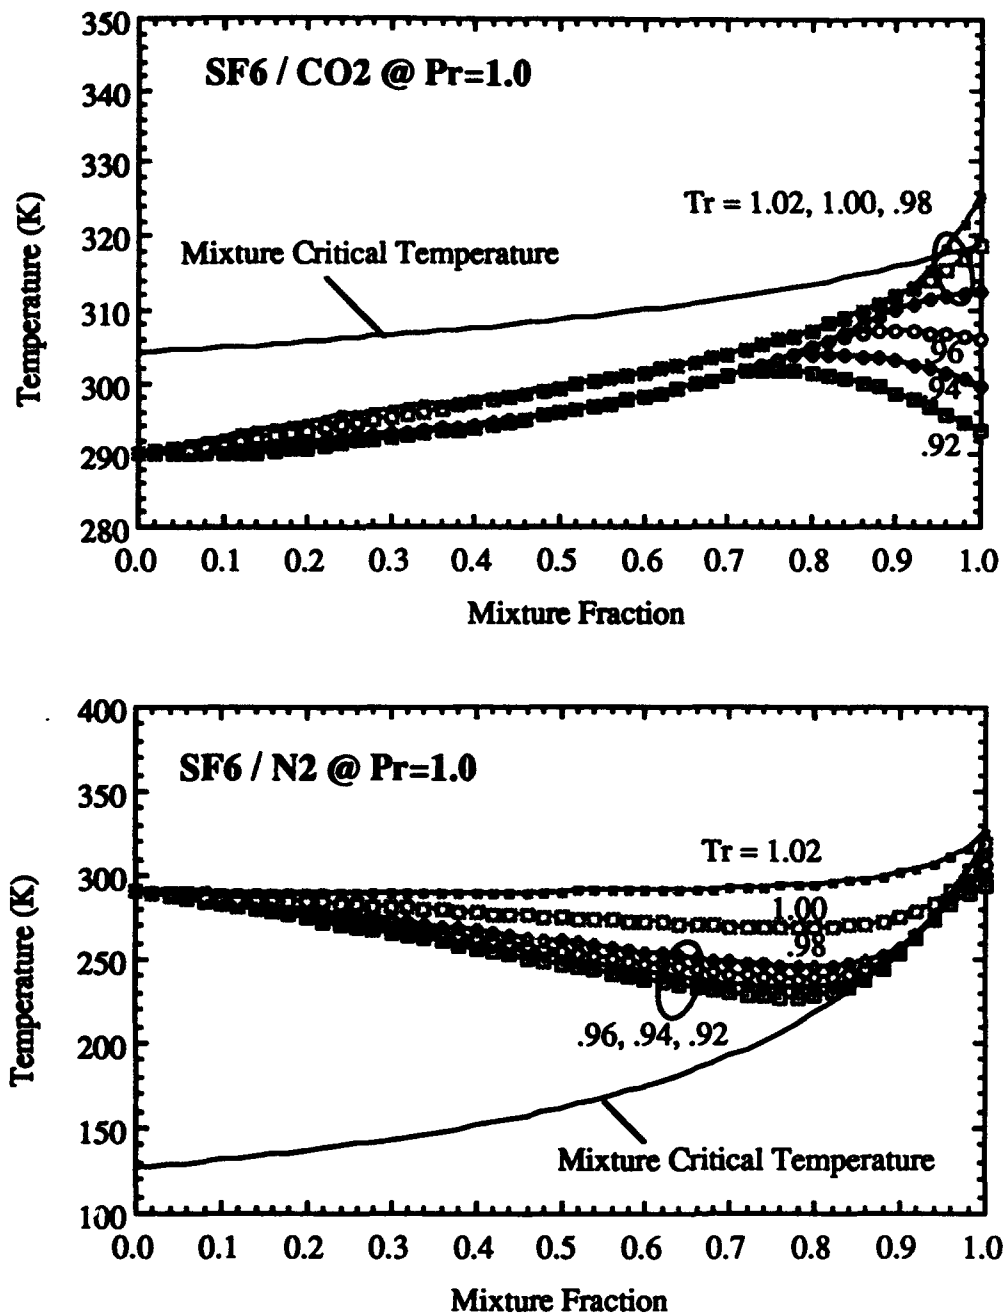 SF6 / CO2 @ Pr=1.0
350
340
330
320
310
300
290
280
Temperature (K)
Tr = 1.02, 1.00, .98
Mixture Critical Temperature
.96
.94
.92
0.0 0.1 0.2 0.3 0.4 0.5 0.6 0.7 0.8 0.9 1.0
Mixture Fraction
SF6 / N2 @ Pr=1.0
400
350
300
250
200
150
100
Temperature (K)
Tr = 1.02
1.00
.98
.96, .94, .92
Mixture Critical Temperature
0.0 0.1 0.2 0.3 0.4 0.5 0.6 0.7 0.8 0.9 1.0
Mixture Fraction